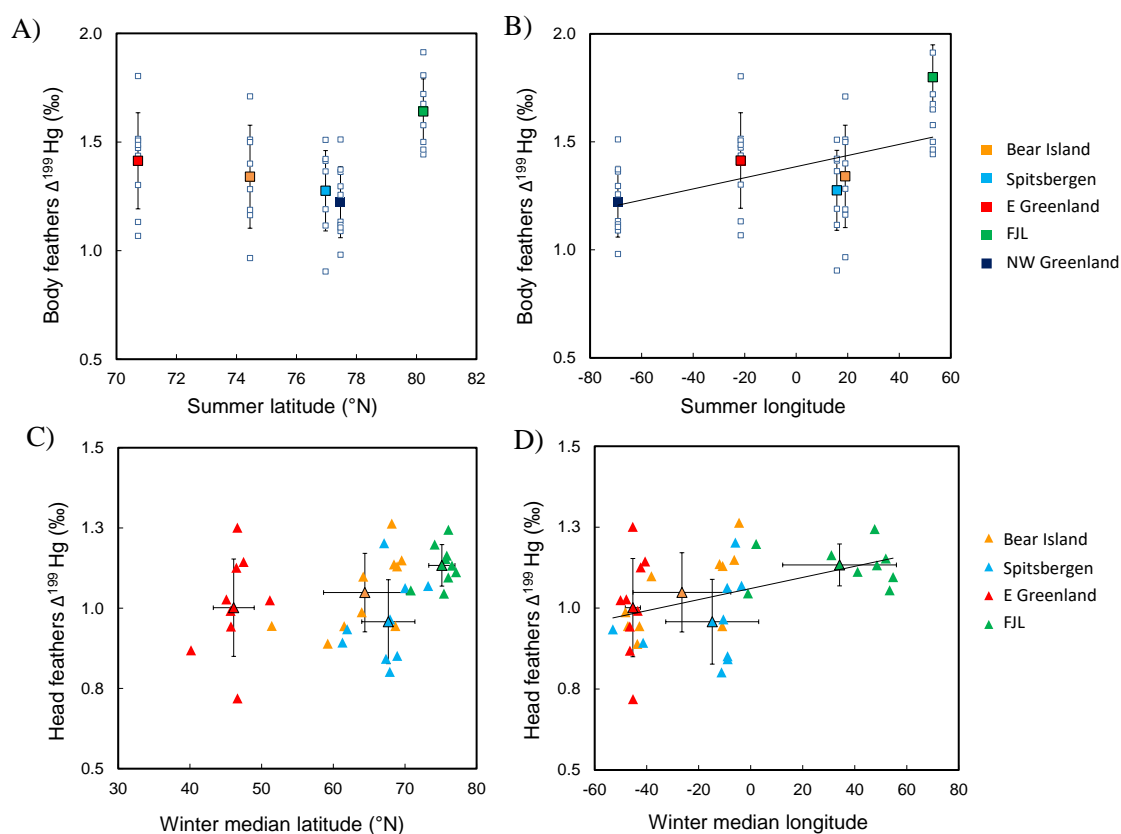 A)
2.0
1.5
1.0
0.5
Body feathers Δ¹⁹⁹ Hg (‰)
70 72 74 76 78 80 82
Summer latitude (°N)
B)
2.0
1.5
1.0
0.5
Body feathers Δ¹⁹⁹ Hg (‰)
-80 -60 -40 -20 0 20 40 60
Summer longitude
Bear Island
Spitsbergen
E Greenland
FJL
NW Greenland
C)
1.5
1.3
1.0
0.8
0.5
Head feathers Δ¹⁹⁹ Hg (‰)
30 40 50 60 70 80
Winter median latitude (°N)
D)
1.5
1.3
1.0
0.8
0.5
Head feathers Δ¹⁹⁹ Hg (‰)
-60 -40 -20 0 20 40 60 80
Winter median longitude
Bear Island
Spitsbergen
E Greenland
FJL